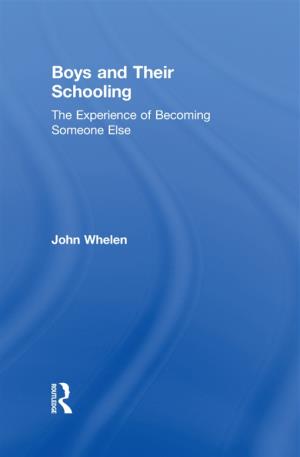 Boys and Their
Schooling
The Experience of Becoming
Someone Else
John Whelen
ROUTLEDGE